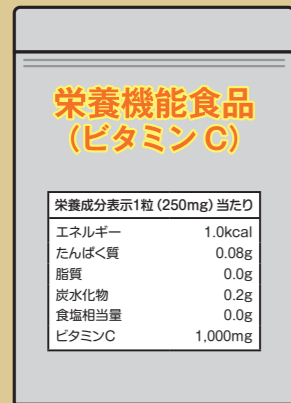 栄養機能食品
(ビタミンC)
栄養成分表示1粒(250mg)当たり
エネルギー 1.0kcal
たんぱく質 0.08g
脂質 0.0g
炭水化物 0.2g
食塩相当量 0.0g
ビタミンC 1,000mg